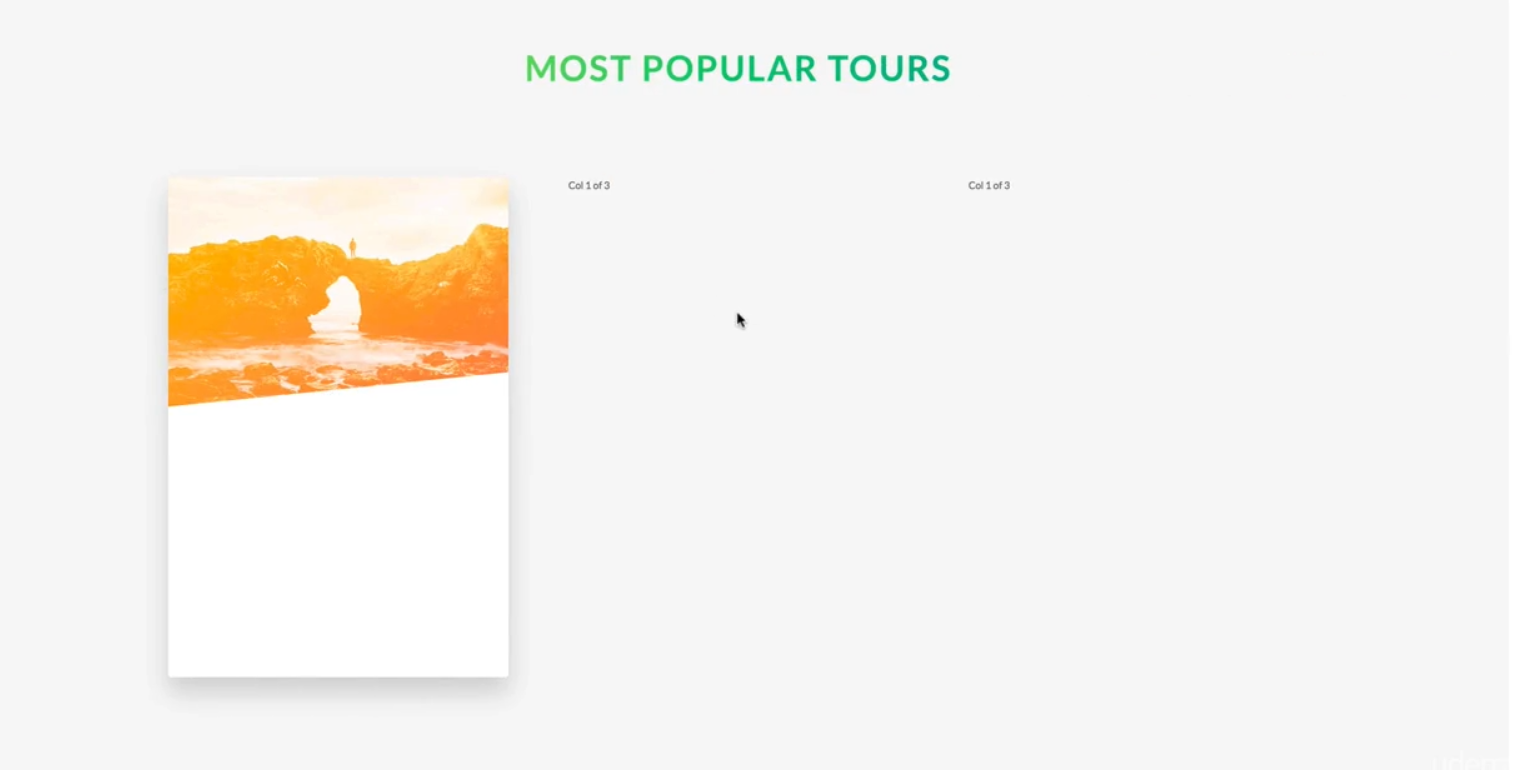 MOST POPULAR TOURS
Col 1 of 3
Col 1 of 3